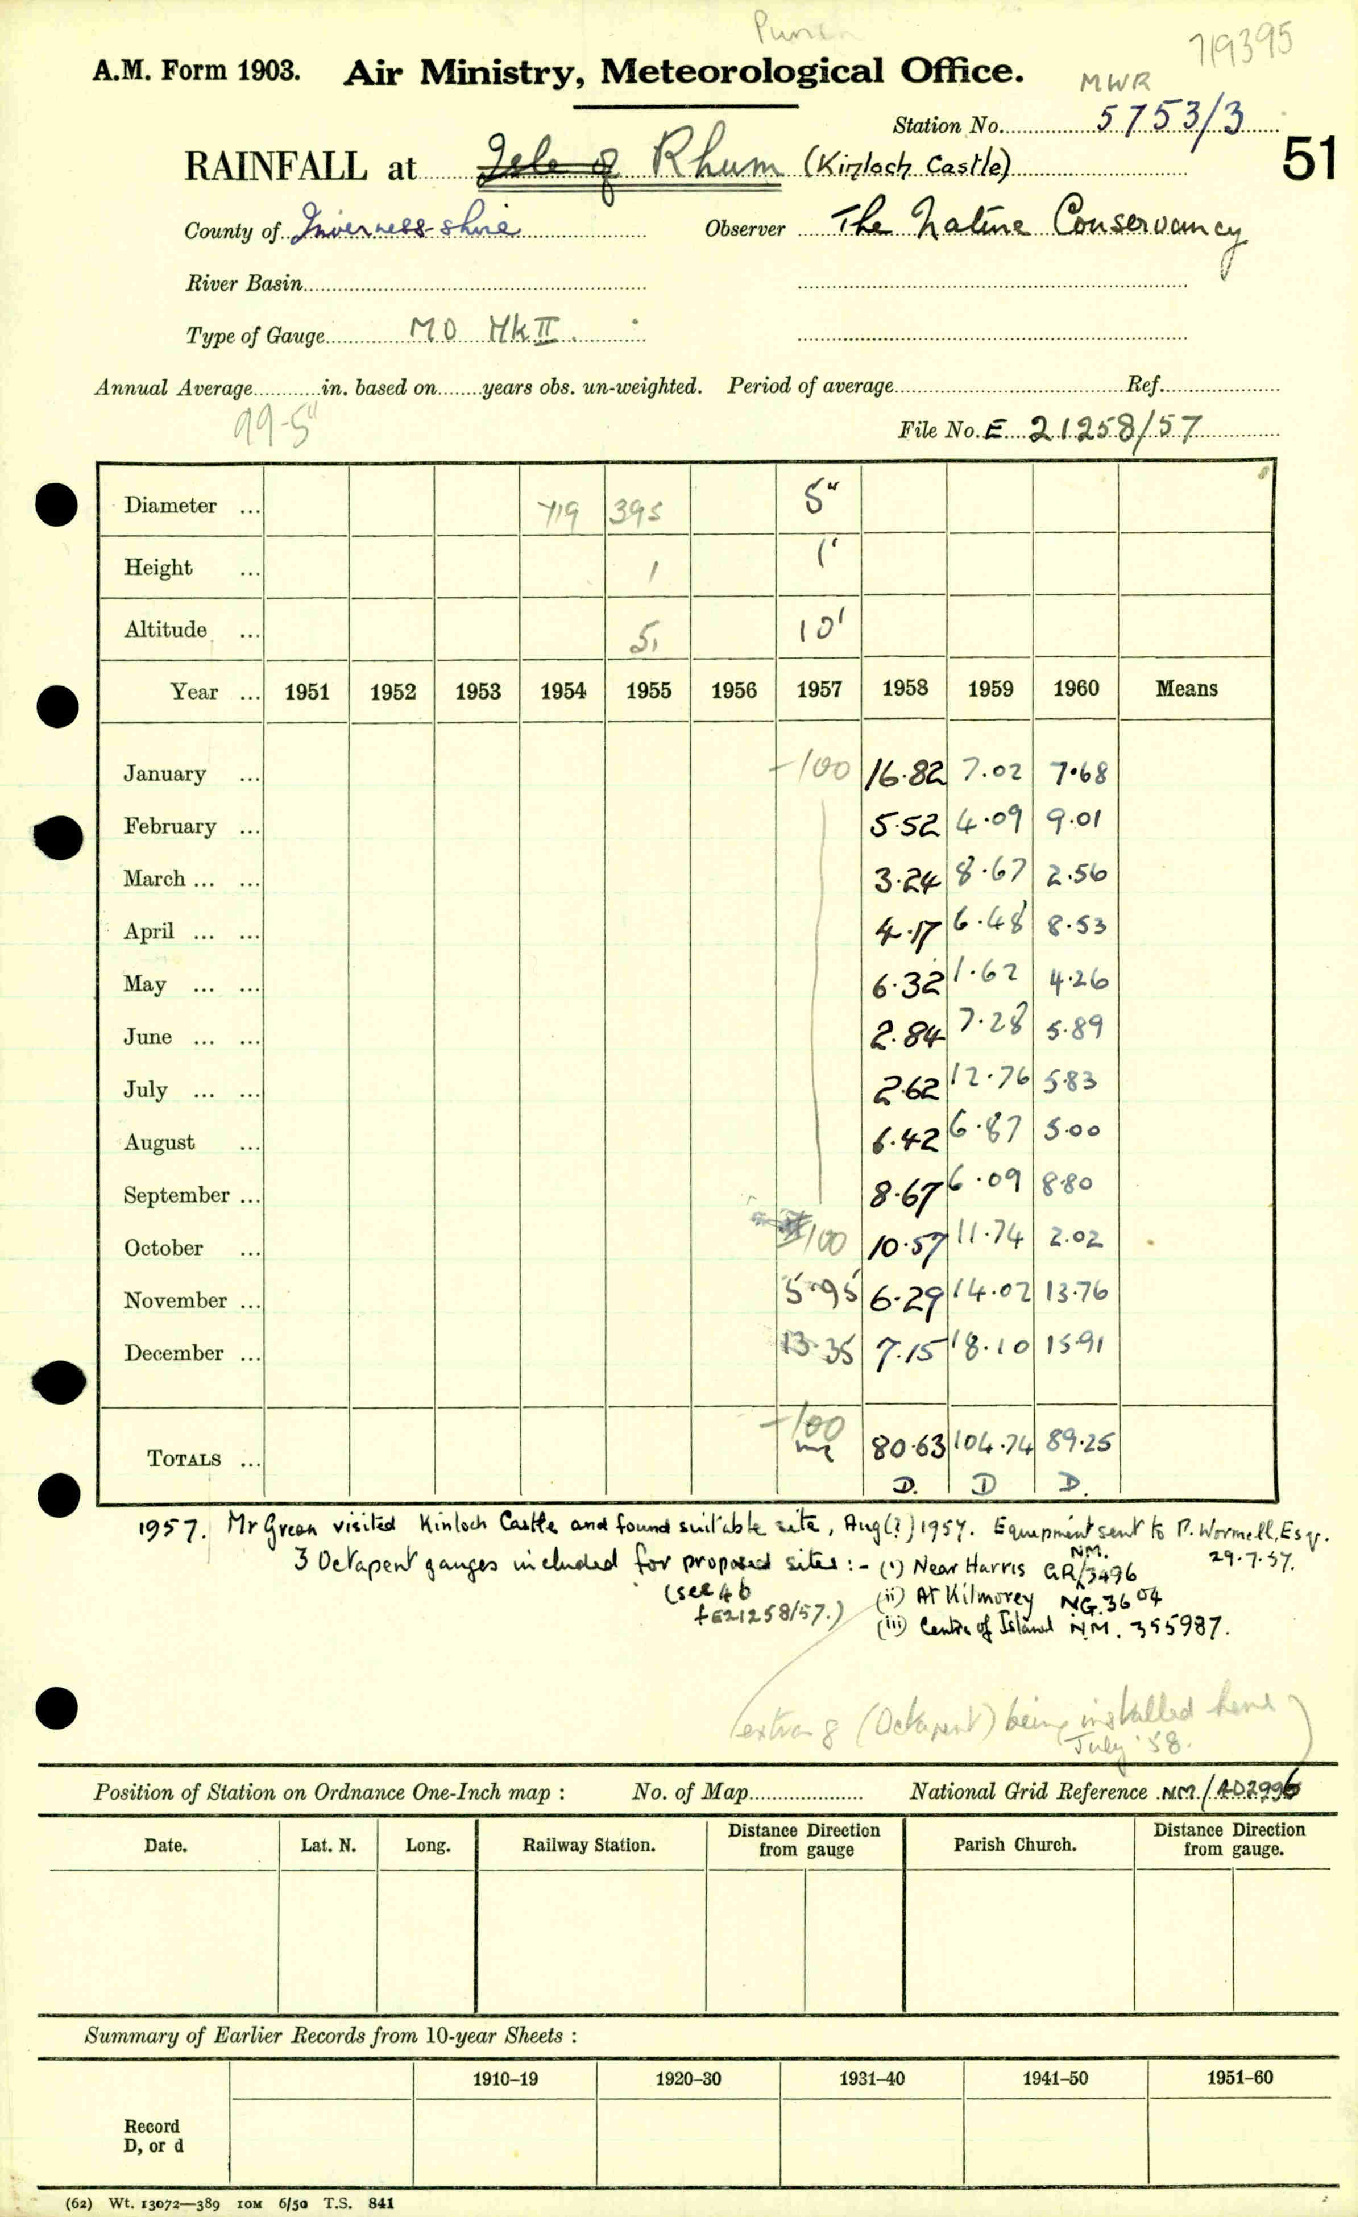 719395
A.M. Form 1903. Air Ministry, Meteorological Office.
MWR
Station No. 5753/3
51
RAINFALL at Isle of Rhum (Kinloch Castle)
County of Inverness-shire Observer The Nature Conservancy
River Basin
Type of Gauge MO Mk II.
Annual Average in. based on years obs. un-weighted. Period of average Ref.
99-5"
File No. E 21258/57
Diameter ... 719 395 5"
Height ... 1 1'
Altitude ... 5, 10'
Year ... 1951 1952 1953 1954 1955 1956 1957 1958 1959 1960 Means
January ... -100 16.82 7.02 7.68
February ... 5.52 4.09 9.01
March ... ... 3.24 8.67 2.56
April ... ... 4.17 6.48 8.53
May ... ... 6.32 1.62 4.26
June ... ... 2.84 7.28 5.89
July ... ... 2.62 12.76 5.83
August ... 6.42 6.87 5.00
September ... 8.67 6.09 8.80
October ... 100 10.57 11.74 2.02
November ... 5.95 6.29 14.02 13.76
December ... 13.35 7.15 18.10 15.91
-100
TOTALS ... 80.63 104.74 89.25
D. D D.
1957. Mr Green visited Kinloch Castle and found suitable site, Aug(?) 1957. Equipment sent to P. Wormell, Esq.
29.7.57.
3 Octapent gauges included for proposed sites:- (i) Near Harris GR/NM.3496
(see 4b (ii) At Kilmorey NG.3604
f E21258/57.) (iii) Centre of Island NM. 355987.
extra 8 (Octapent) being installed here
July '58.
Position of Station on Ordnance One-Inch map : No. of Map National Grid Reference NM./402996
Date. Lat. N. Long. Railway Station. Distance from Direction gauge Parish Church. Distance from Direction gauge.
Summary of Earlier Records from 10-year Sheets :
1910-19 1920-30 1931-40 1941-50 1951-60
Record
D, or d
(62) Wt. 13072—389 10M 6/50 T.S. 841